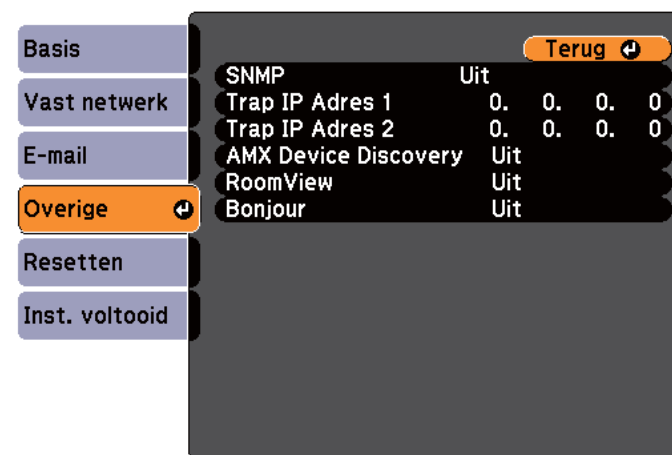 Basis
Vast netwerk
E-mail
Overige
Resetten
Inst. voltooid
Terug
SNMP Uit
Trap IP Adres 1 0. 0. 0. 0
Trap IP Adres 2 0. 0. 0. 0
AMX Device Discovery Uit
RoomView Uit
Bonjour Uit